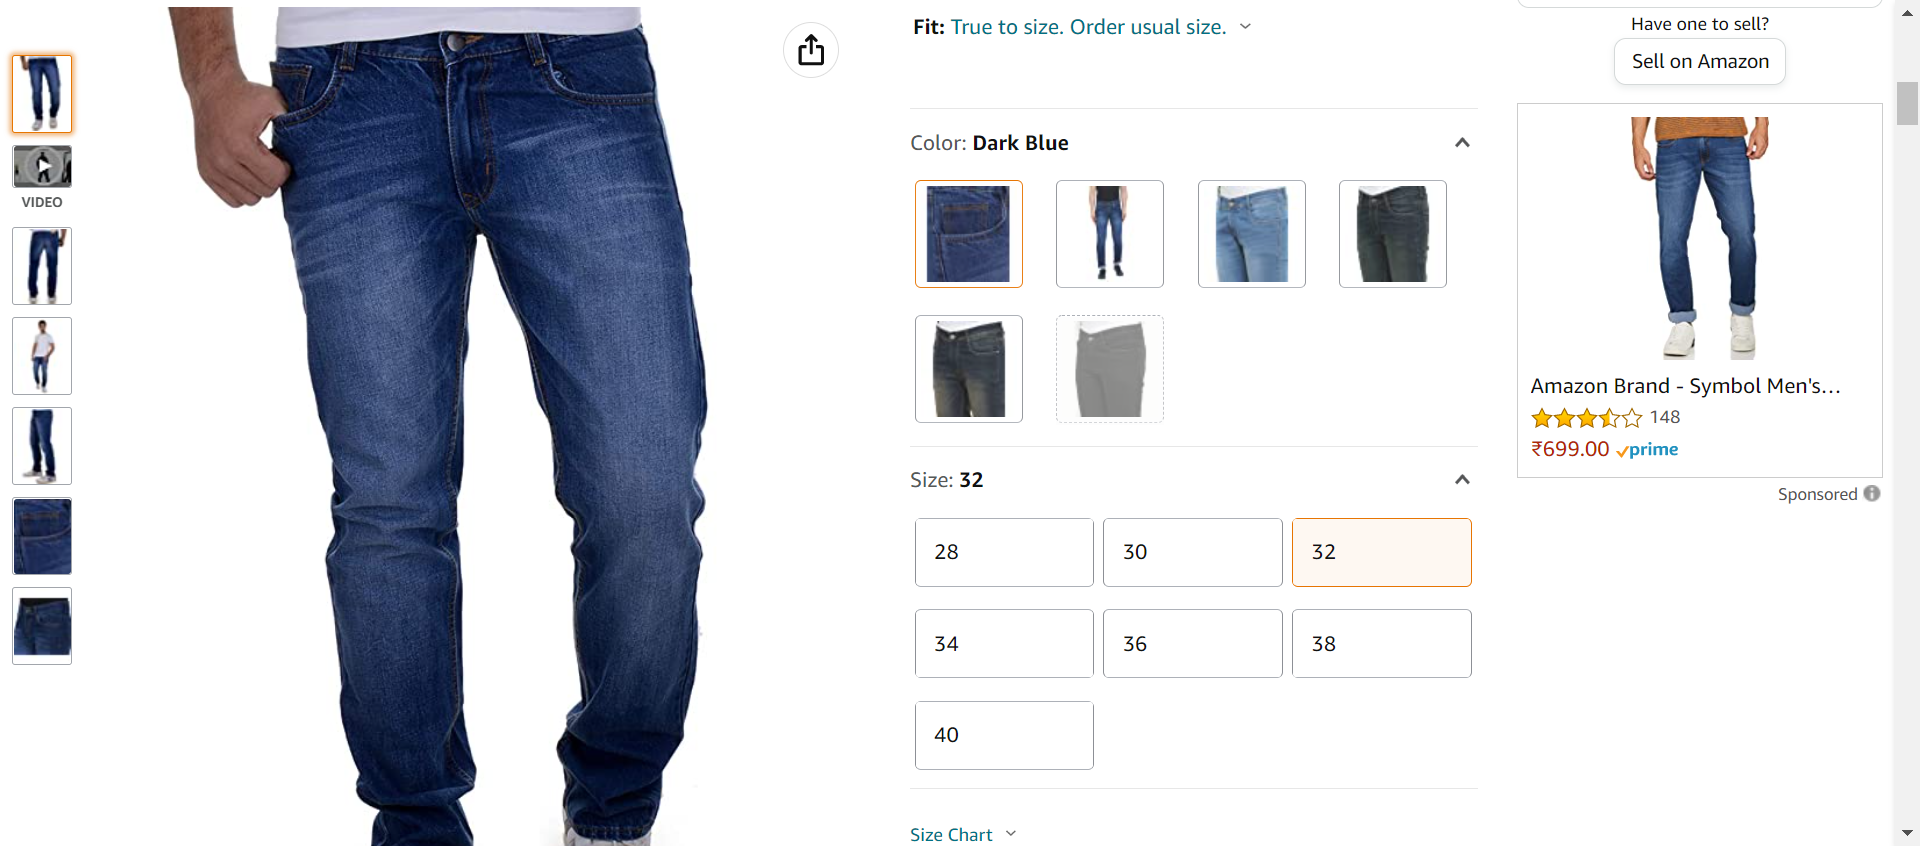 VIDEO
Fit: True to size. Order usual size.
Color: Dark Blue
Size: 32
28
30
32
34
36
38
40
Size Chart
Have one to sell?
Sell on Amazon
Amazon Brand - Symbol Men's...
148
₹699.00 prime
Sponsored